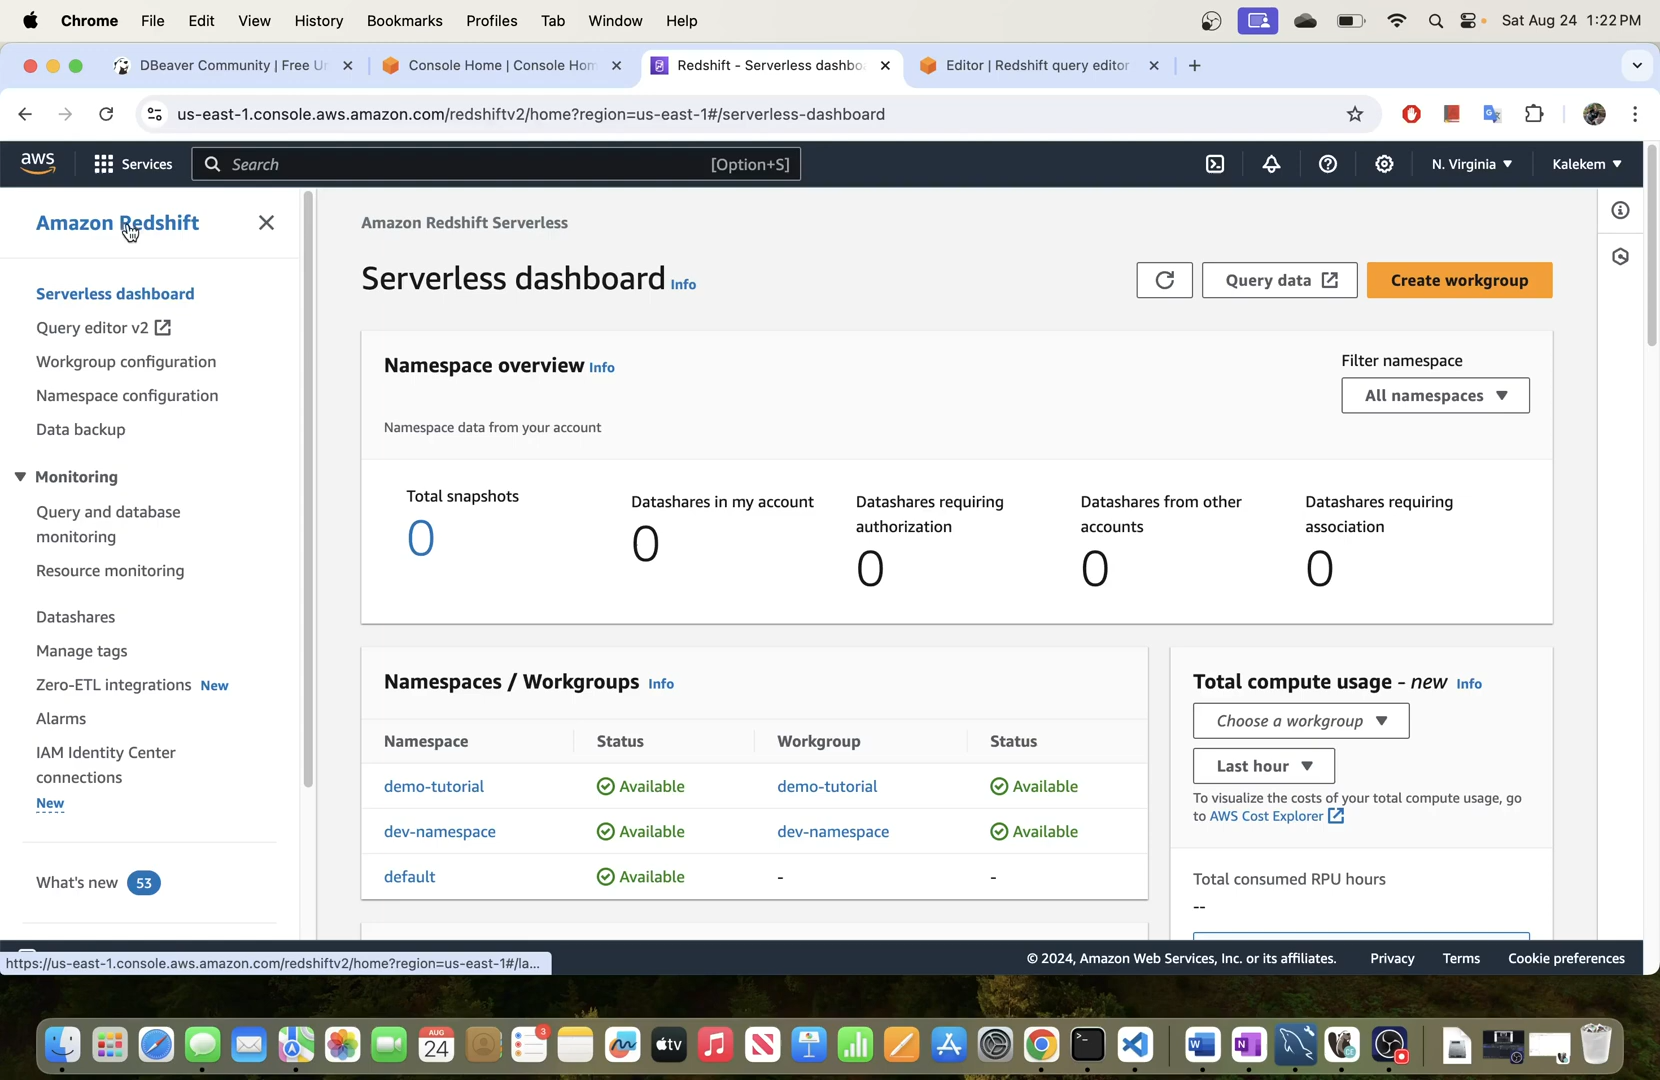 Chrome File Edit View History Bookmarks Profiles Tab Window Help Sat Aug 24 1:22 PM
DBeaver Community | Free Un Console Home | Console Hom Redshift - Serverless dashbo Editor | Redshift query editor
us-east-1.console.aws.amazon.com/redshiftv2/home?region=us-east-1#/serverless-dashboard
aws Services Search [Option+S] N. Virginia Kalekem
Amazon Redshift
Serverless dashboard
Query editor v2
Workgroup configuration
Namespace configuration
Data backup
Monitoring
Query and database
monitoring
Resource monitoring
Datashares
Manage tags
Zero-ETL integrations New
Alarms
IAM Identity Center
connections
New
What's new 53
Amazon Redshift Serverless
Serverless dashboard Info
Query data Create workgroup
Namespace overview Info
Filter namespace
All namespaces
Namespace data from your account
Total snapshots
0
Datashares in my account
0
Datashares requiring
authorization
0
Datashares from other
accounts
0
Datashares requiring
association
0
Namespaces / Workgroups Info
Namespace Status Workgroup Status
demo-tutorial Available demo-tutorial Available
dev-namespace Available dev-namespace Available
default Available - -
Total compute usage - new Info
Choose a workgroup
Last hour
To visualize the costs of your total compute usage, go
to AWS Cost Explorer
Total consumed RPU hours
--
https://us-east-1.console.aws.amazon.com/redshiftv2/home?region=us-east-1#/la...
© 2024, Amazon Web Services, Inc. or its affiliates. Privacy Terms Cookie preferences
AUG
24
3
tv
W
N